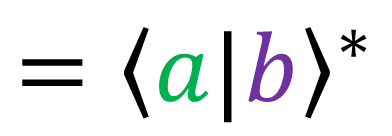 = ⟨a|b⟩*